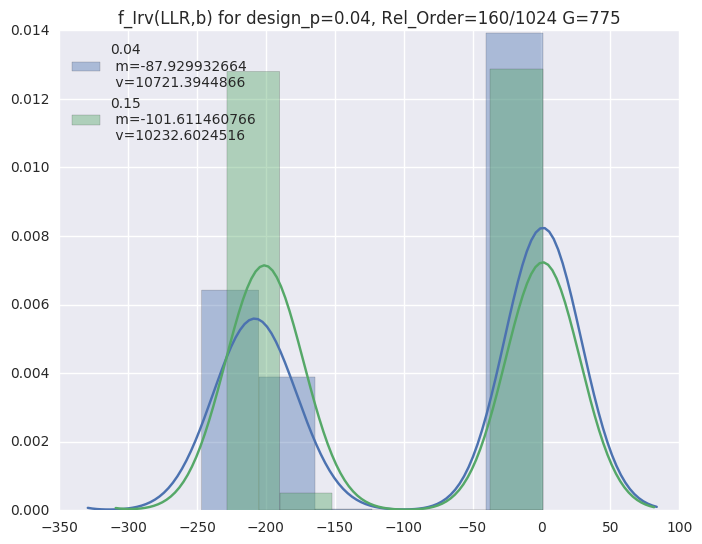 f_Irv(LLR,b) for design_p=0.04, Rel_Order=160/1024 G=775
0.04
m=-87.929932664
v=10721.3944866
0.15
m=-101.611460766
v=10232.6024516
0.014
0.012
0.010
0.008
0.006
0.004
0.002
0.000
−350 −300 −250 −200 −150 −100 −50 0 50 100